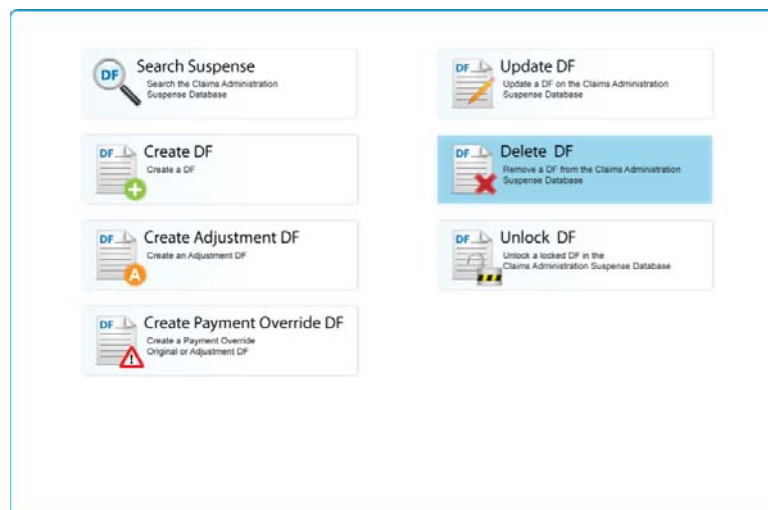 DF
Search Suspense
Search the Claims Administration
Suspense Database
DF
Create DF
Create a DF
DF
Create Adjustment DF
Create an Adjustment DF
A
DF
Create Payment Override DF
Create a Payment Override
Original or Adjustment DF
!
DF
Update DF
Update a DF on the Claims Administration
Suspense Database
DF
Delete DF
Remove a DF from the Claims Administration
Suspense Database
DF
Unlock DF
Unlock a locked DF in the
Claims Administration Suspense Database